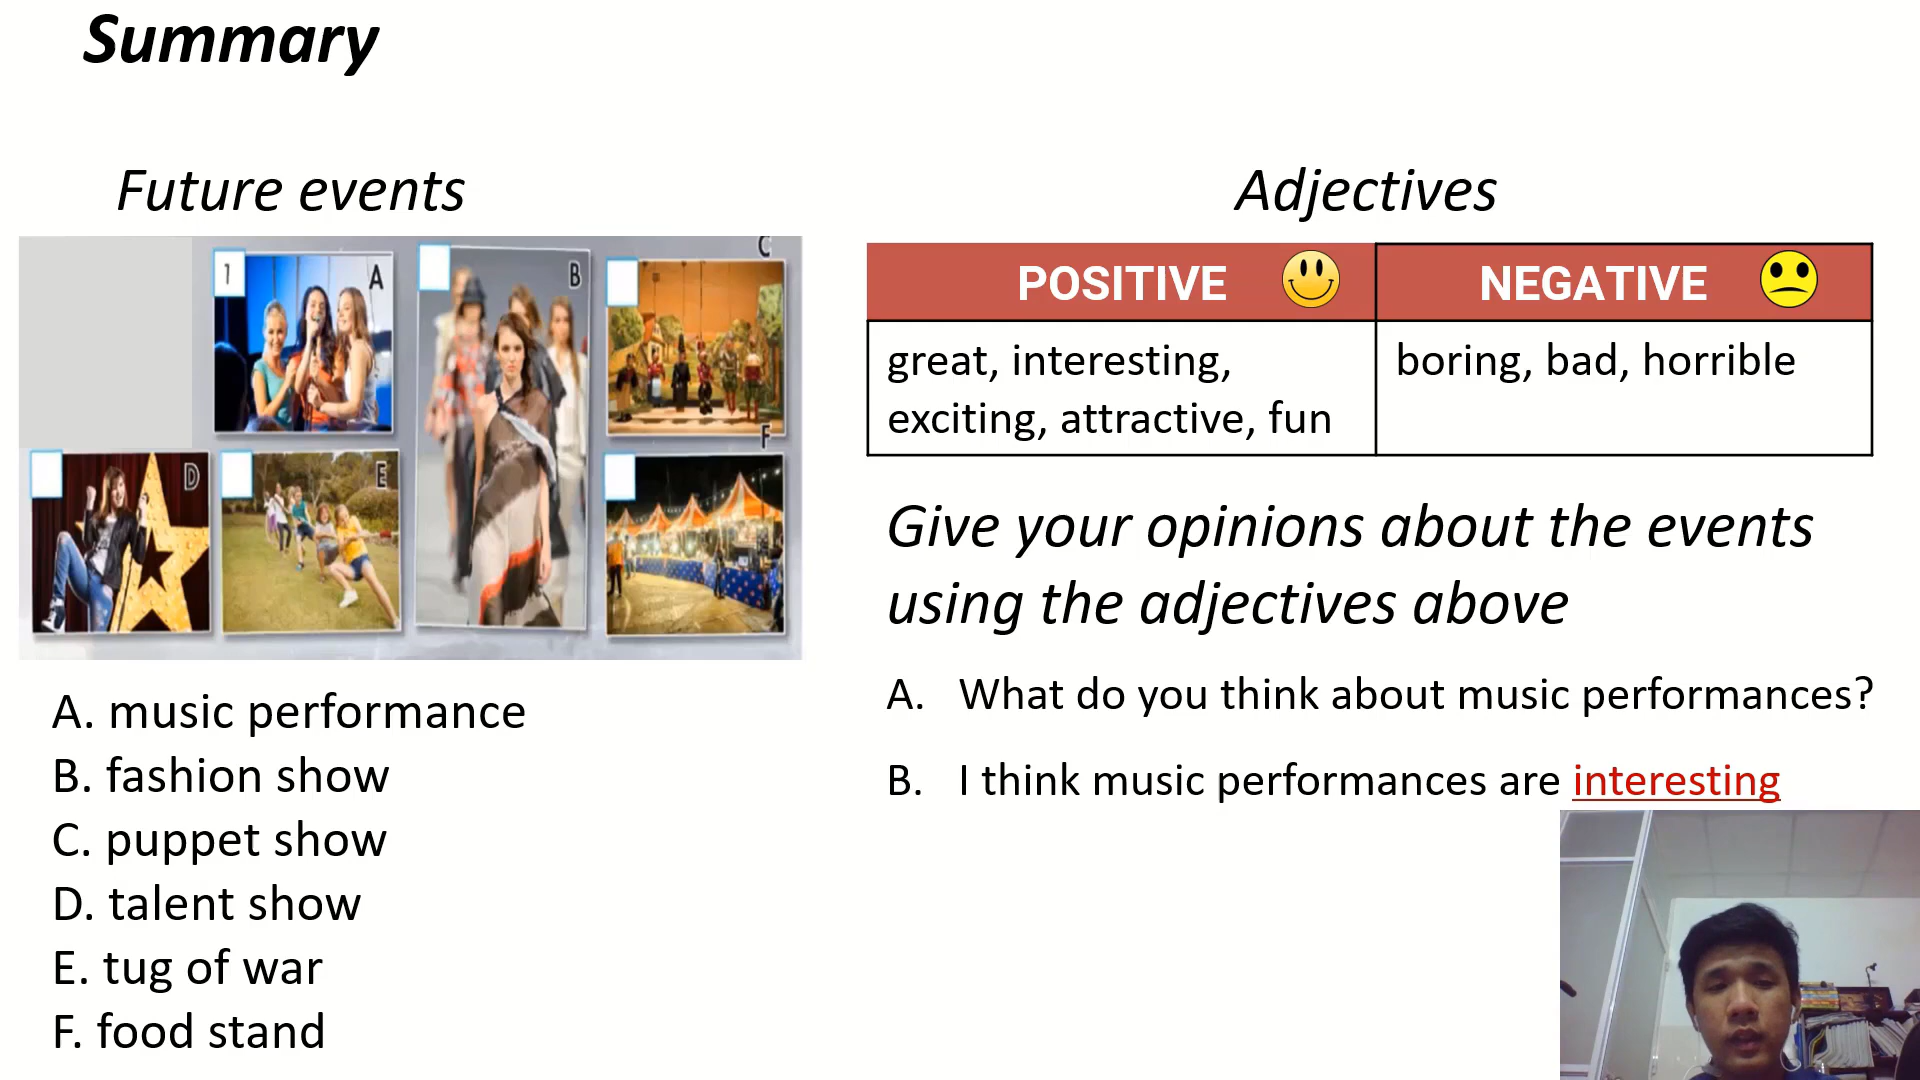 Summary
Future events
1
A
B
C
D
E
F
A. music performance
B. fashion show
C. puppet show
D. talent show
E. tug of war
F. food stand
Adjectives
POSITIVE NEGATIVE
great, interesting, boring, bad, horrible
exciting, attractive, fun
Give your opinions about the events
using the adjectives above
A. What do you think about music performances?
B. I think music performances are interesting